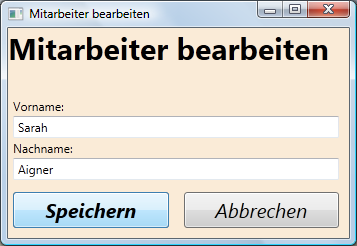 Mitarbeiter bearbeiten
Mitarbeiter bearbeiten
Vorname:
Sarah
Nachname:
Aigner
Speichern Abbrechen